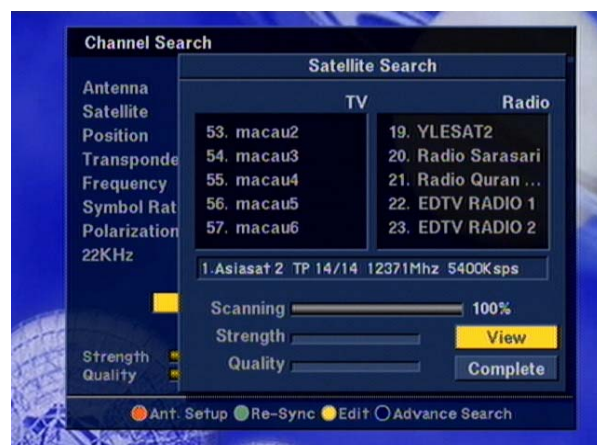 Channel Search
Satellite Search
Antenna
Satellite
Position
Transponde
Frequency
Symbol Rat
Polarization
22KHz
Strength
Quality
TV
53. macau2
54. macau3
55. macau4
56. macau5
57. macau6
Radio
19. YLESAT2
20. Radio Sarasari
21. Radio Quran ...
22. EDTV RADIO 1
23. EDTV RADIO 2
1.Asiasat 2 TP 14/14 12371Mhz 5400Ksps
Scanning 100%
Strength
View
Quality
Complete
Ant. Setup Re-Sync Edit Advance Search